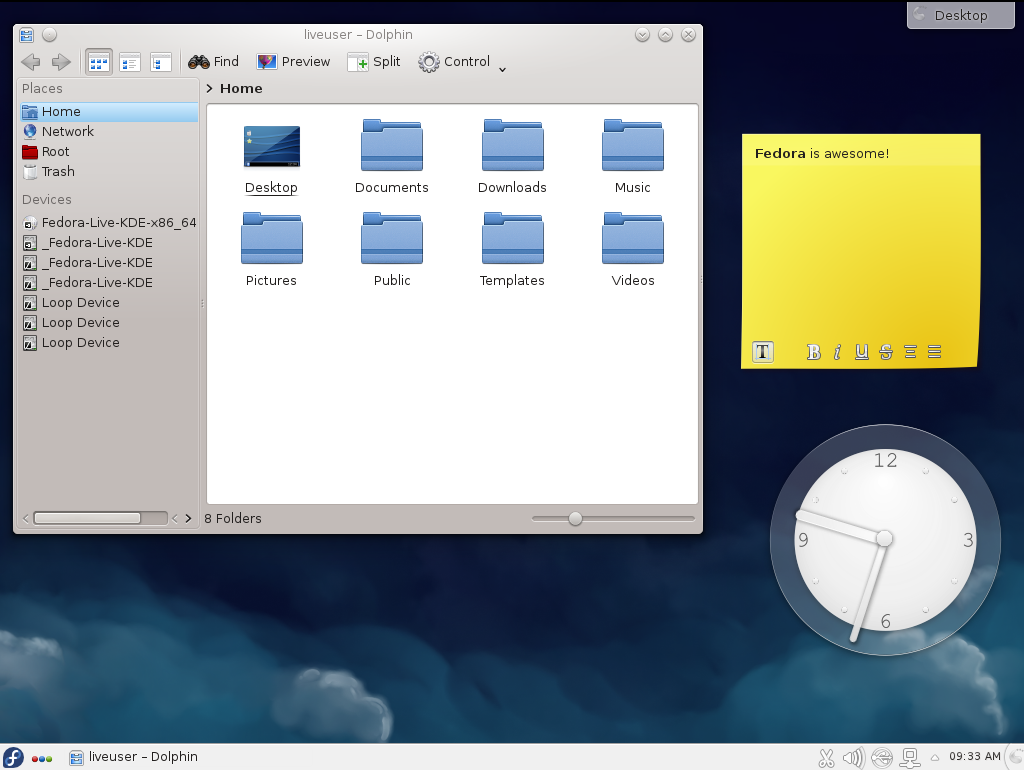 Desktop
liveuser – Dolphin
Find Preview Split Control
Places
Home
Network
Root
Trash
Devices
Fedora-Live-KDE-x86_64
_Fedora-Live-KDE
_Fedora-Live-KDE
_Fedora-Live-KDE
Loop Device
Loop Device
Loop Device
> Home
Desktop Documents Downloads Music
Pictures Public Templates Videos
8 Folders
Fedora is awesome!
T B i U S
12
3
6
9
liveuser – Dolphin
09:33 AM